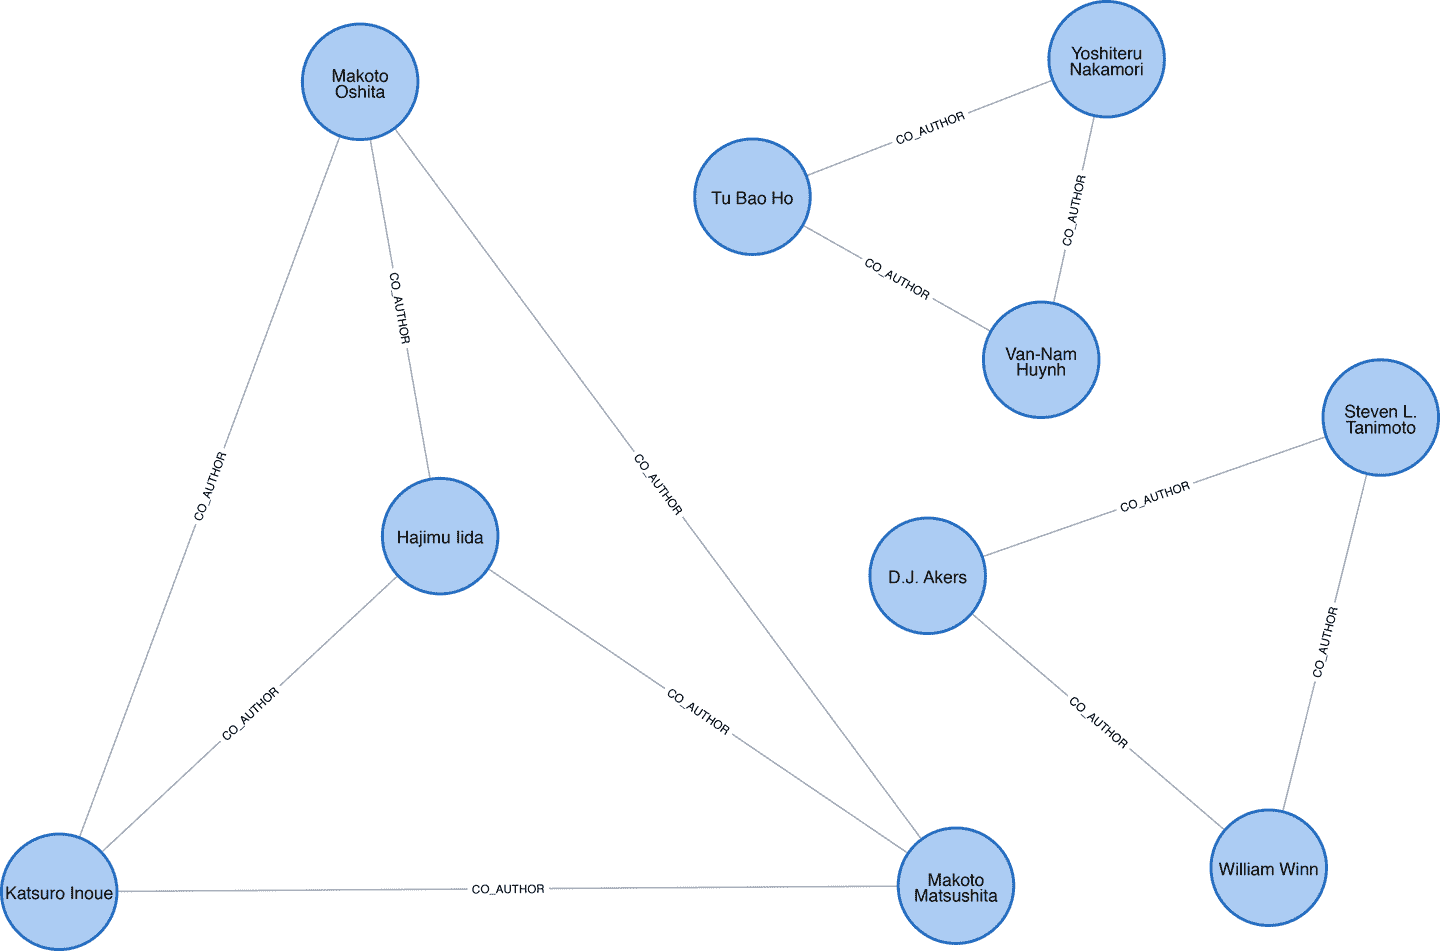 Makoto
Oshita
Yoshiteru
Nakamori
CO_AUTHOR
Tu Bao Ho
CO_AUTHOR
CO_AUTHOR
CO_AUTHOR
Van-Nam
Huynh
Steven L.
Tanimoto
CO_AUTHOR
CO_AUTHOR
CO_AUTHOR
Hajimu Iida
D.J. Akers
CO_AUTHOR
CO_AUTHOR
CO_AUTHOR
CO_AUTHOR
CO_AUTHOR
William Winn
Katsuro Inoue
CO_AUTHOR
Makoto
Matsushita